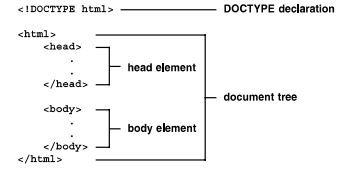 <!DOCTYPE html> DOCTYPE declaration
<html>
<head>
.
. head element
</head>
document tree
<body>
.
. body element
</body>
</html>